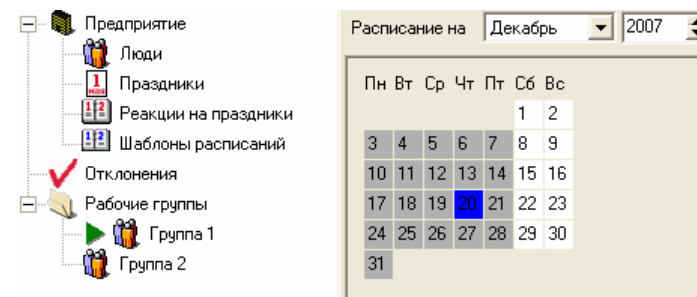 Предприятие
Люди
Праздники
Реакции на праздники
Шаблоны расписаний
Отклонения
Рабочие группы
Группа 1
Группа 2
Расписание на Декабрь 2007
Пн Вт Ср Чт Пт Сб Вс
1 2
3 4 5 6 7 8 9
10 11 12 13 14 15 16
17 18 19 20 21 22 23
24 25 26 27 28 29 30
31